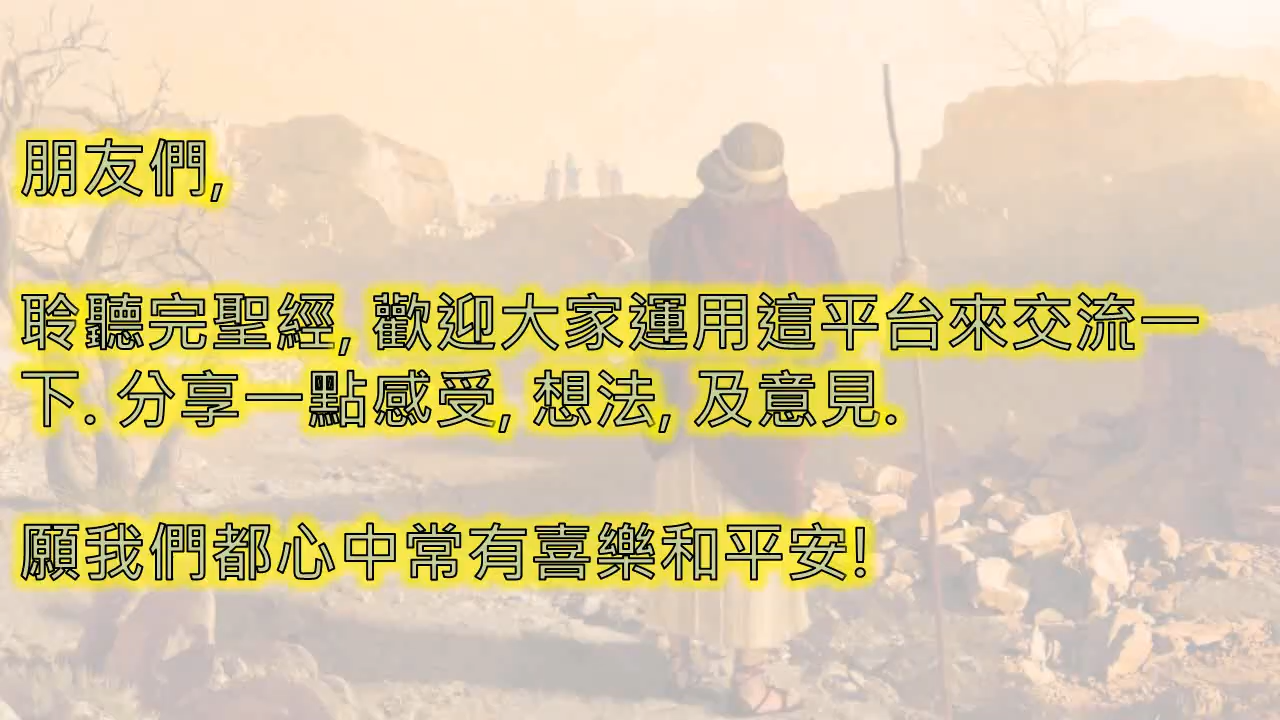 朋友們,
聆聽完聖經, 歡迎大家運用這平台來交流一
下. 分享一點感受, 想法, 及意見.
願我們都心中常有喜樂和平安!